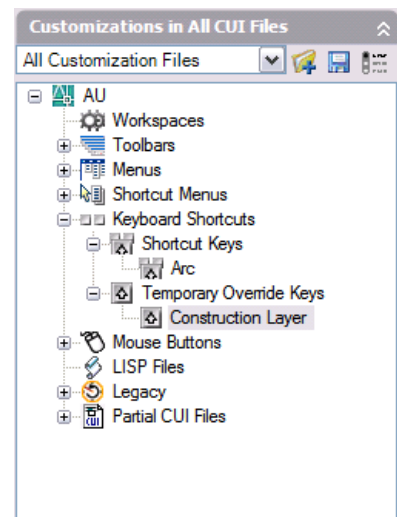 Customizations in All CUI Files
All Customization Files
AU
Workspaces
Toolbars
Menus
Shortcut Menus
Keyboard Shortcuts
Shortcut Keys
Arc
Temporary Override Keys
Construction Layer
Mouse Buttons
LISP Files
Legacy
CUI
Partial CUI Files